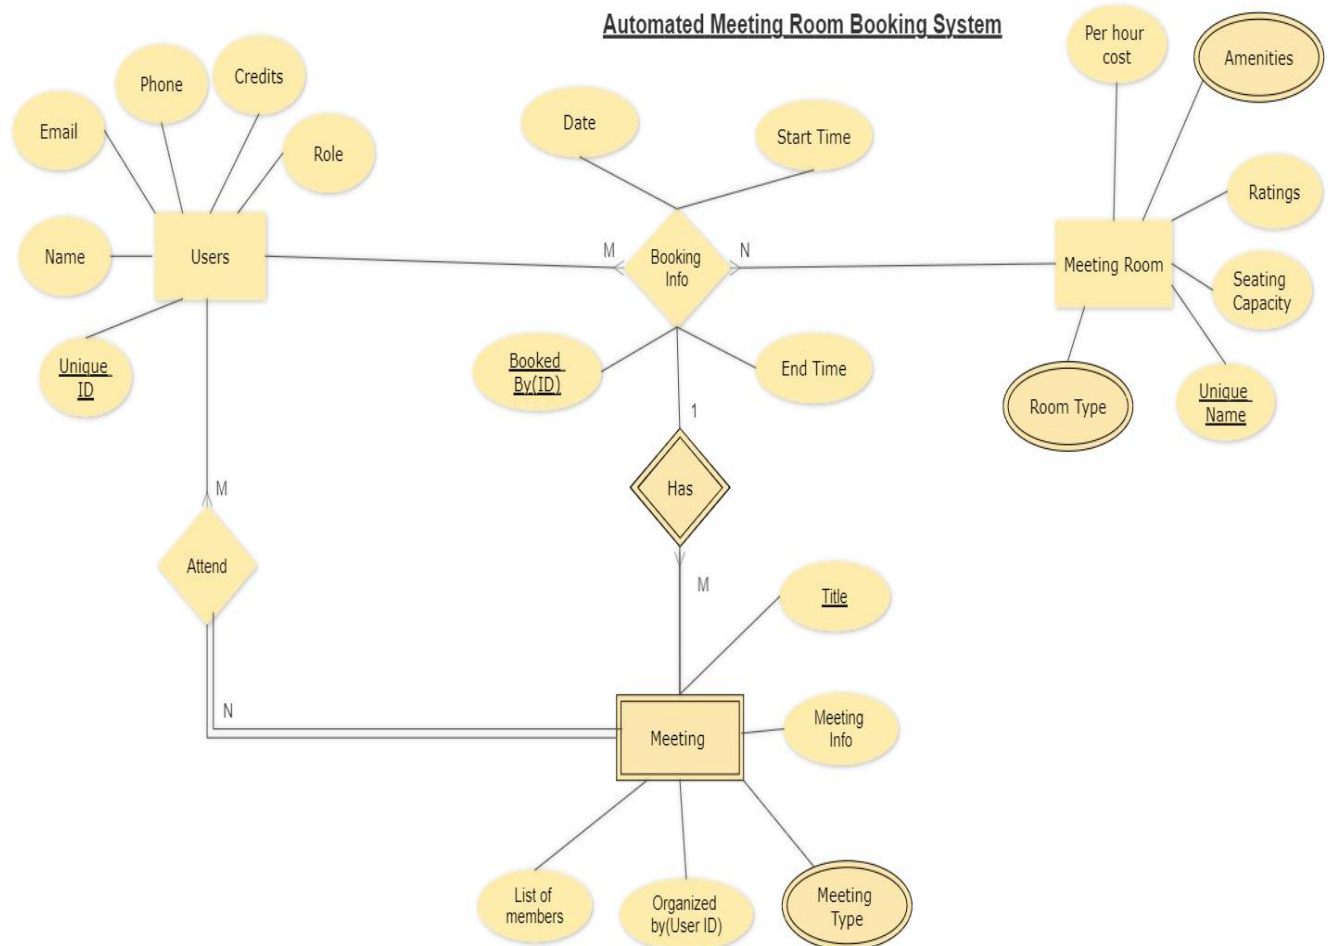 Automated Meeting Room Booking System
Per hour
cost
Amenities
Credits
Phone
Email
Role
Date
Start Time
Ratings
Name
Users
M
Booking
Info
N
Meeting Room
Seating
Capacity
Unique
ID
Booked
By(ID)
End Time
Room Type
Unique
Name
1
Has
M
Attend
M
Title
N
Meeting
Meeting
Info
List of
members
Organized
by(User ID)
Meeting
Type